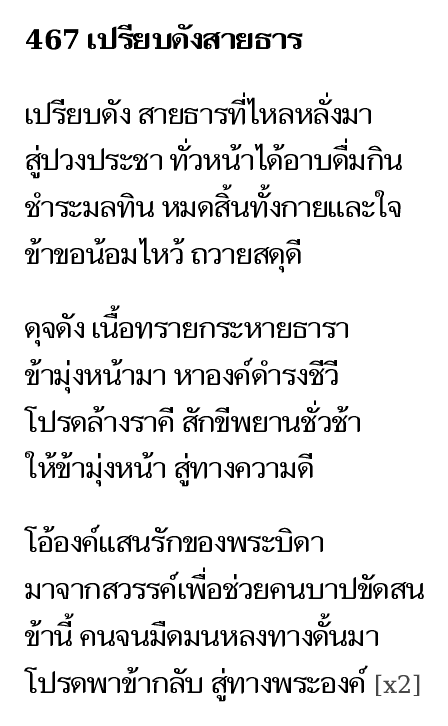 467 เปรียบดังสายธาร
เปรียบดัง สายธารที่ไหลหลั่งมา
สู่ปวงประชา ทั่วหน้าได้อาบดื่มกิน
ชำระมลทิน หมดสิ้นทั้งกายและใจ
ข้าขอน้อมไหว้ ถวายสดุดี
ดุจดัง เนื้อทรายกระหายธารา
ข้ามุ่งหน้ามา หาองค์ดำรงชีวี
โปรดล้างราคี สักขีพยานชั่วช้า
ให้ข้ามุ่งหน้า สู่ทางความดี
โอ้องค์แสนรักของพระบิดา
มาจากสวรรค์เพื่อช่วยคนบาปขัดสน
ข้านี้ คนจนมืดมนหลงทางดั้นมา
โปรดพาข้ากลับ สู่ทางพระองค์ [x2]